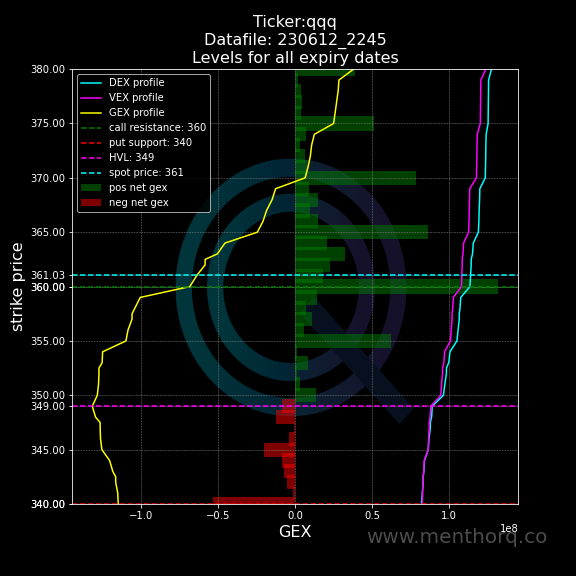 Ticker:qqq
Datafile: 230612_2245
Levels for all expiry dates
DEX profile
VEX profile
GEX profile
call resistance: 360
put support: 340
HVL: 349
spot price: 361
pos net gex
neg net gex
strike price
380.00
375.00
370.00
365.00
361.03
360.00
355.00
350.00
349.00
345.00
340.00
−1.0 −0.5 0.0 0.5 1.0
1e8
GEX
www.menthorq.co